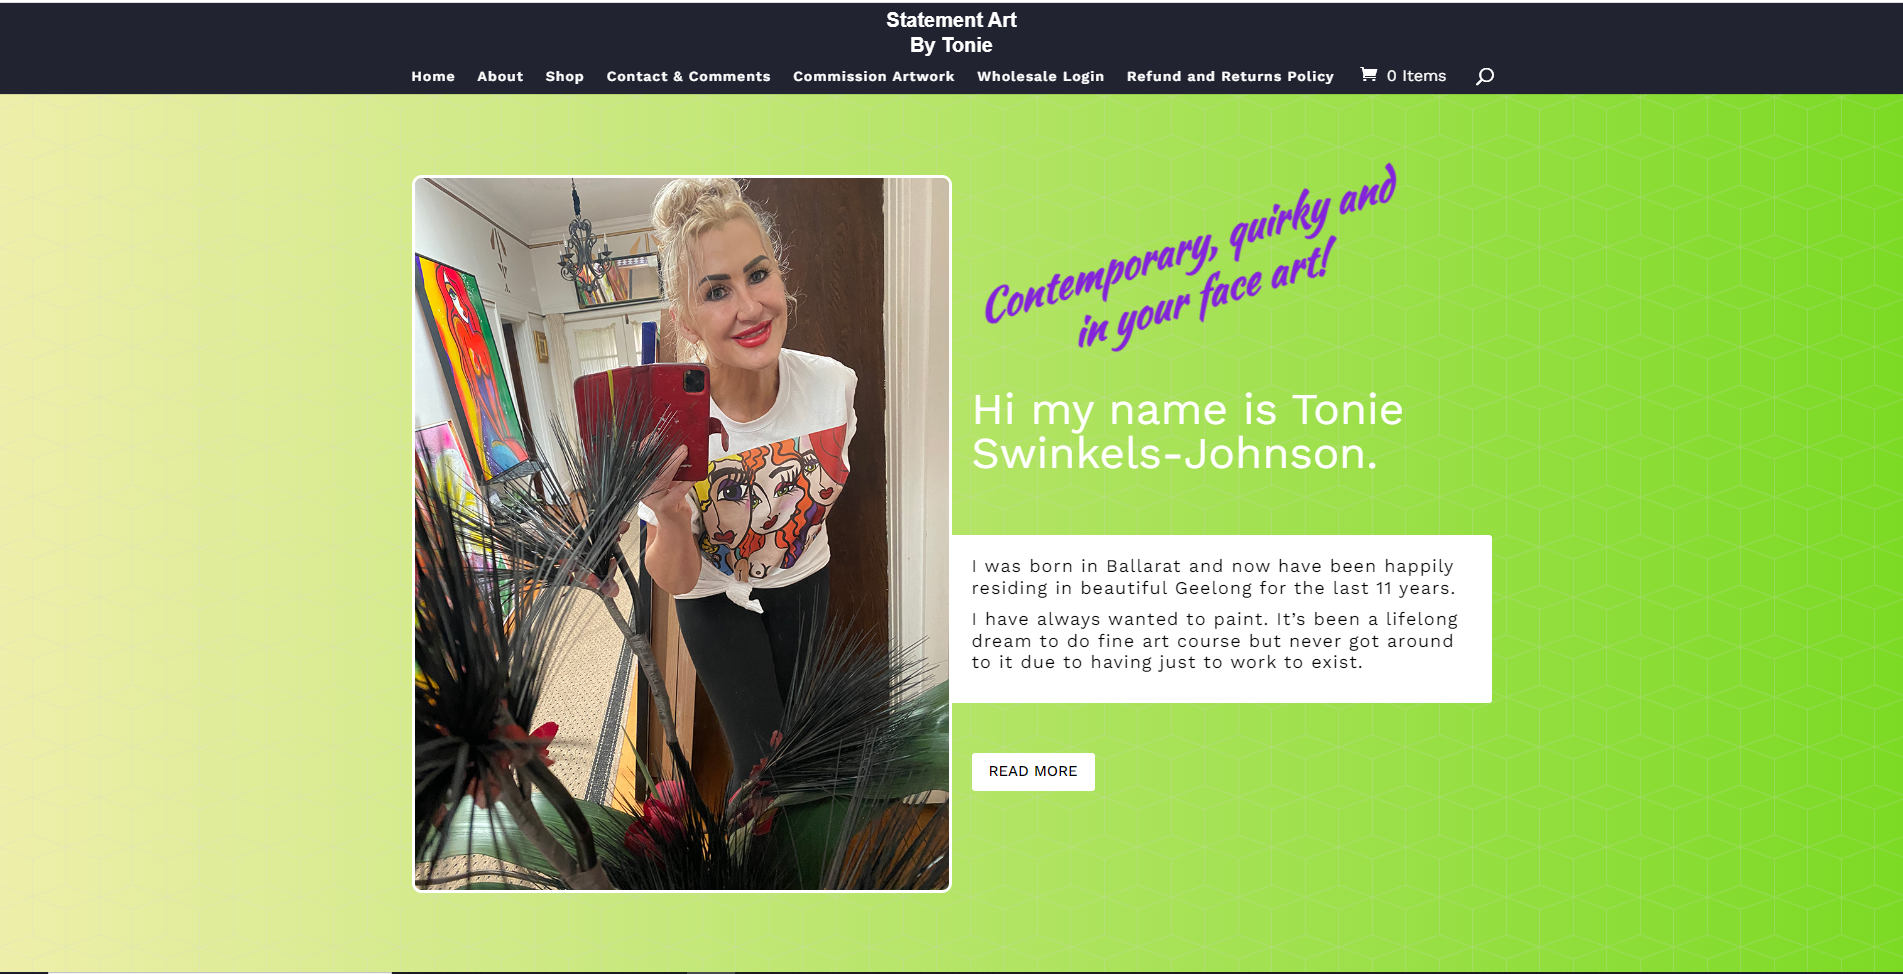 Statement Art
By Tonie
Home About Shop Contact & Comments Commission Artwork Wholesale Login Refund and Returns Policy 0 Items
Contemporary, quirky and
in your face art!
Hi my name is Tonie
Swinkels-Johnson.
I was born in Ballarat and now have been happily
residing in beautiful Geelong for the last 11 years.
I have always wanted to paint. It’s been a lifelong
dream to do fine art course but never got around
to it due to having just to work to exist.
READ MORE